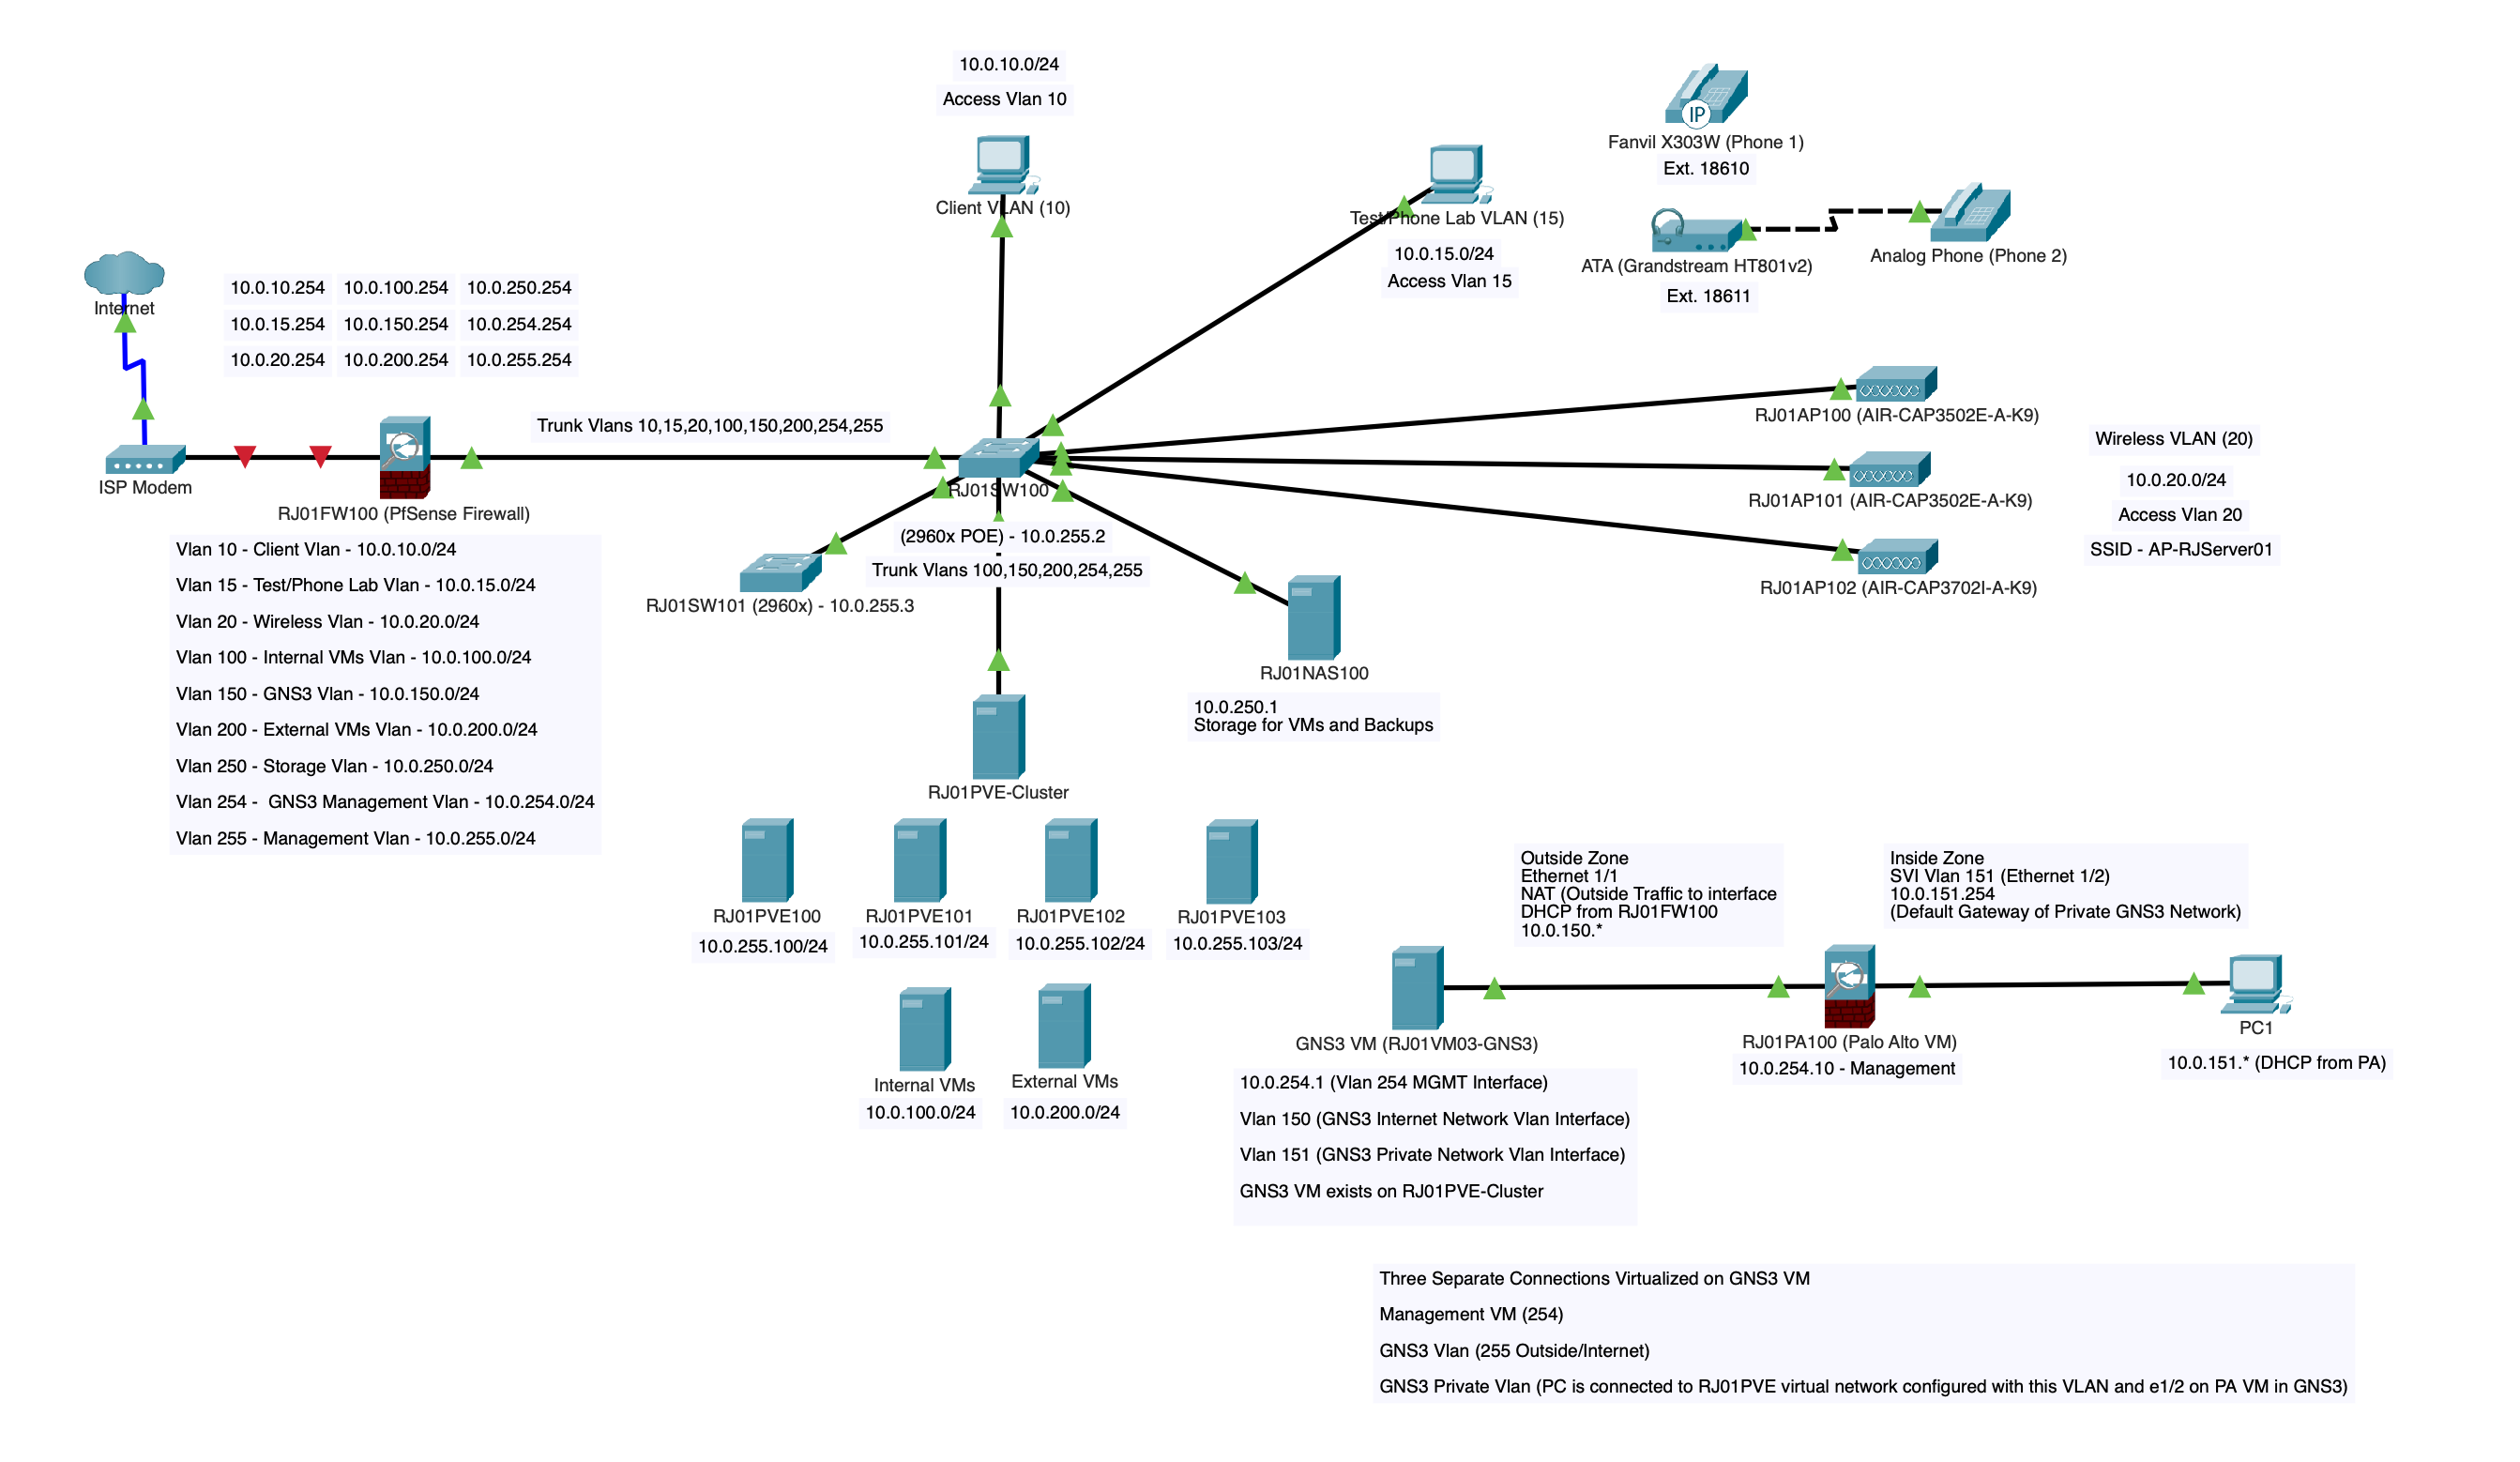 10.0.10.0/24
Access Vlan 10
Client VLAN (10)
Test/Phone Lab VLAN (15)
10.0.15.0/24
Access Vlan 15
IP
Fanvil X303W (Phone 1)
Ext. 18610
ATA (Grandstream HT801v2)
Ext. 18611
Analog Phone (Phone 2)
Internet
10.0.10.254 10.0.100.254 10.0.250.254
10.0.15.254 10.0.150.254 10.0.254.254
10.0.20.254 10.0.200.254 10.0.255.254
ISP Modem
RJ01FW100 (PfSense Firewall)
Trunk Vlans 10,15,20,100,150,200,254,255
Vlan 10 - Client Vlan - 10.0.10.0/24
Vlan 15 - Test/Phone Lab Vlan - 10.0.15.0/24
Vlan 20 - Wireless Vlan - 10.0.20.0/24
Vlan 100 - Internal VMs Vlan - 10.0.100.0/24
Vlan 150 - GNS3 Vlan - 10.0.150.0/24
Vlan 200 - External VMs Vlan - 10.0.200.0/24
Vlan 250 - Storage Vlan - 10.0.250.0/24
Vlan 254 -  GNS3 Management Vlan - 10.0.254.0/24
Vlan 255 - Management Vlan - 10.0.255.0/24
RJ01SW100
(2960x POE) - 10.0.255.2
Trunk Vlans 100,150,200,254,255
RJ01SW101 (2960x) - 10.0.255.3
RJ01AP100 (AIR-CAP3502E-A-K9)
RJ01AP101 (AIR-CAP3502E-A-K9)
RJ01AP102 (AIR-CAP3702I-A-K9)
Wireless VLAN (20)
10.0.20.0/24
Access Vlan 20
SSID - AP-RJServer01
RJ01NAS100
10.0.250.1
Storage for VMs and Backups
RJ01PVE-Cluster
RJ01PVE100
10.0.255.100/24
RJ01PVE101
10.0.255.101/24
RJ01PVE102
10.0.255.102/24
RJ01PVE103
10.0.255.103/24
Internal VMs
10.0.100.0/24
External VMs
10.0.200.0/24
Outside Zone
Ethernet 1/1
NAT (Outside Traffic to interface
DHCP from RJ01FW100
10.0.150.*
Inside Zone
SVI Vlan 151 (Ethernet 1/2)
10.0.151.254
(Default Gateway of Private GNS3 Network)
GNS3 VM (RJ01VM03-GNS3)
10.0.254.1 (Vlan 254 MGMT Interface)
Vlan 150 (GNS3 Internet Network Vlan Interface)
Vlan 151 (GNS3 Private Network Vlan Interface)
GNS3 VM exists on RJ01PVE-Cluster
RJ01PA100 (Palo Alto VM)
10.0.254.10 - Management
PC1
10.0.151.* (DHCP from PA)
Three Separate Connections Virtualized on GNS3 VM
Management VM (254)
GNS3 Vlan (255 Outside/Internet)
GNS3 Private Vlan (PC is connected to RJ01PVE virtual network configured with this VLAN and e1/2 on PA VM in GNS3)